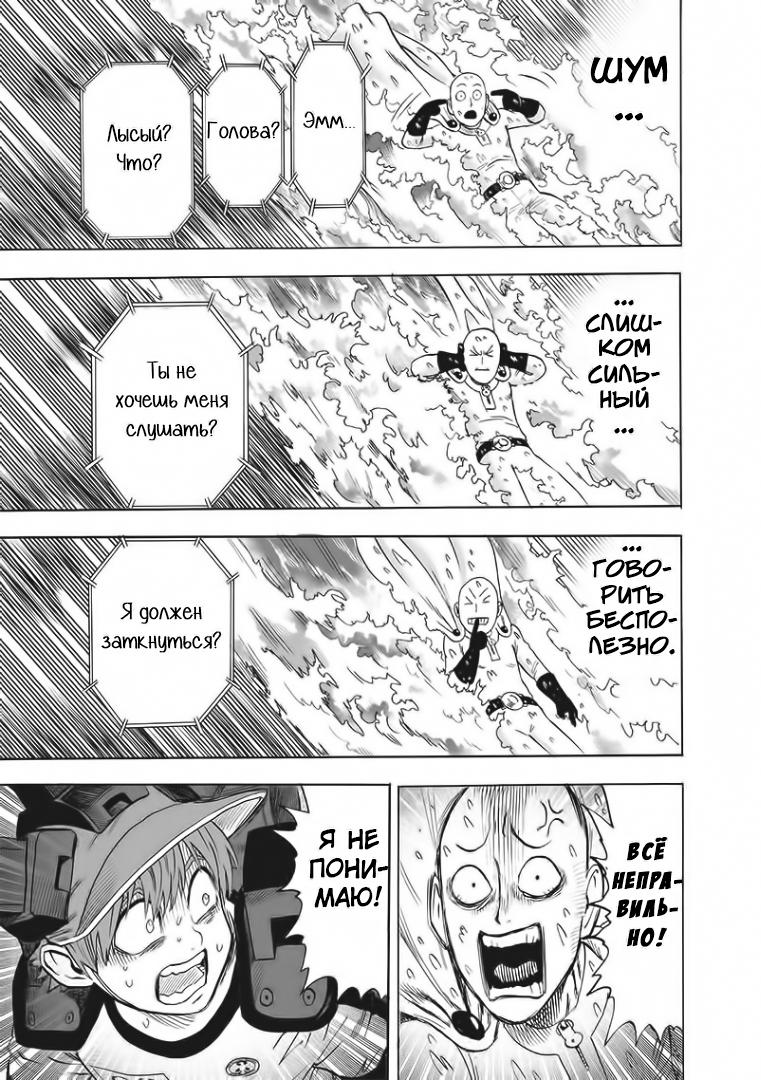 ШУМ
...
Эмм...
Голова?
Лысый?
Что?
...
СЛИШ-
КОМ
СИЛЬ-
НЫЙ
...
Ты не
хочешь меня
слушать?
...
ГОВО-
РИТЬ
БЕСПО-
ЛЕЗНО.
Я должен
заткнуться?
ВСЁ
НЕПРА-
ВИЛЬ-
НО!
Я НЕ
ПОНИ-
МАЮ!